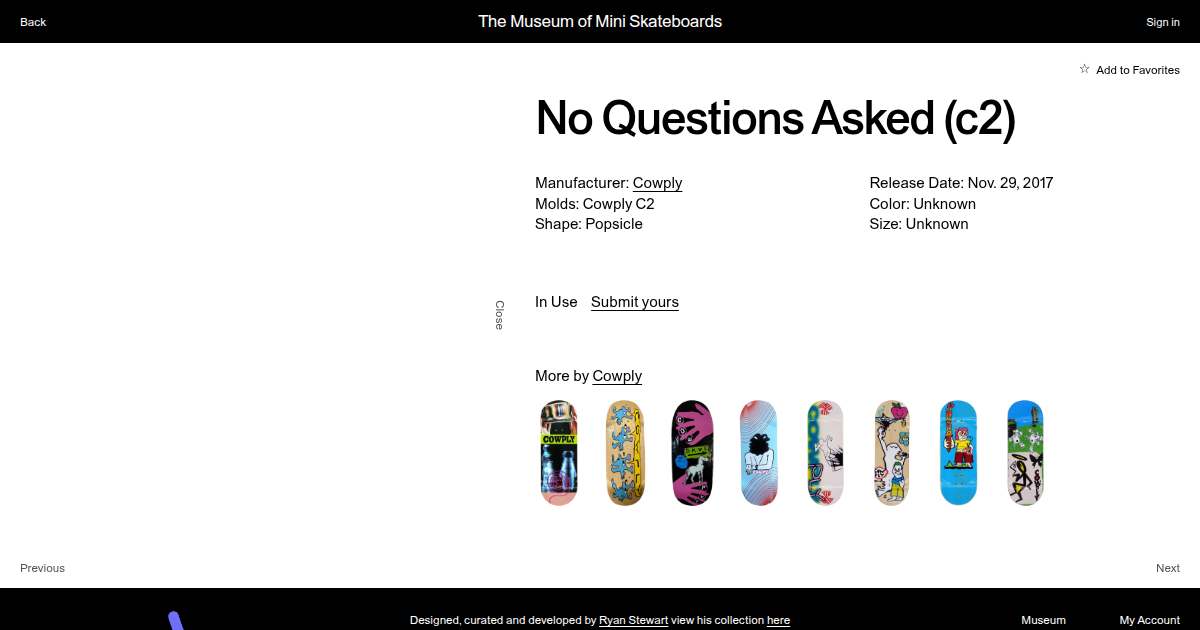 Back
The Museum of Mini Skateboards
Sign in
☆ Add to Favorites
No Questions Asked (c2)
Manufacturer: Cowply
Molds: Cowply C2
Shape: Popsicle
Release Date: Nov. 29, 2017
Color: Unknown
Size: Unknown
Close
In Use Submit yours
More by Cowply
COWPLY
Previous
Next
Designed, curated and developed by Ryan Stewart view his collection here
Museum
My Account